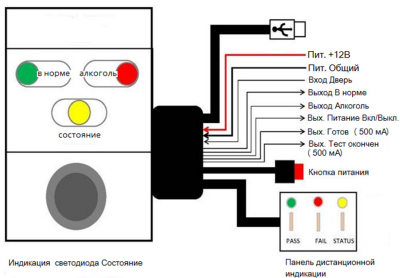 в норме
алкоголь
состояние
Пит. +12В
Пит. Общий
Вход Дверь
Выход В норме
Выход Алкоголь
Вых. Питание Вкл/Выкл.
Вых. Готов ( 500 мА)
Вых. Тест окончен
( 500 мА)
Кнопка питания
PASS FAIL STATUS
Индикация светодиода Состояние
Панель дистанционной
индикации